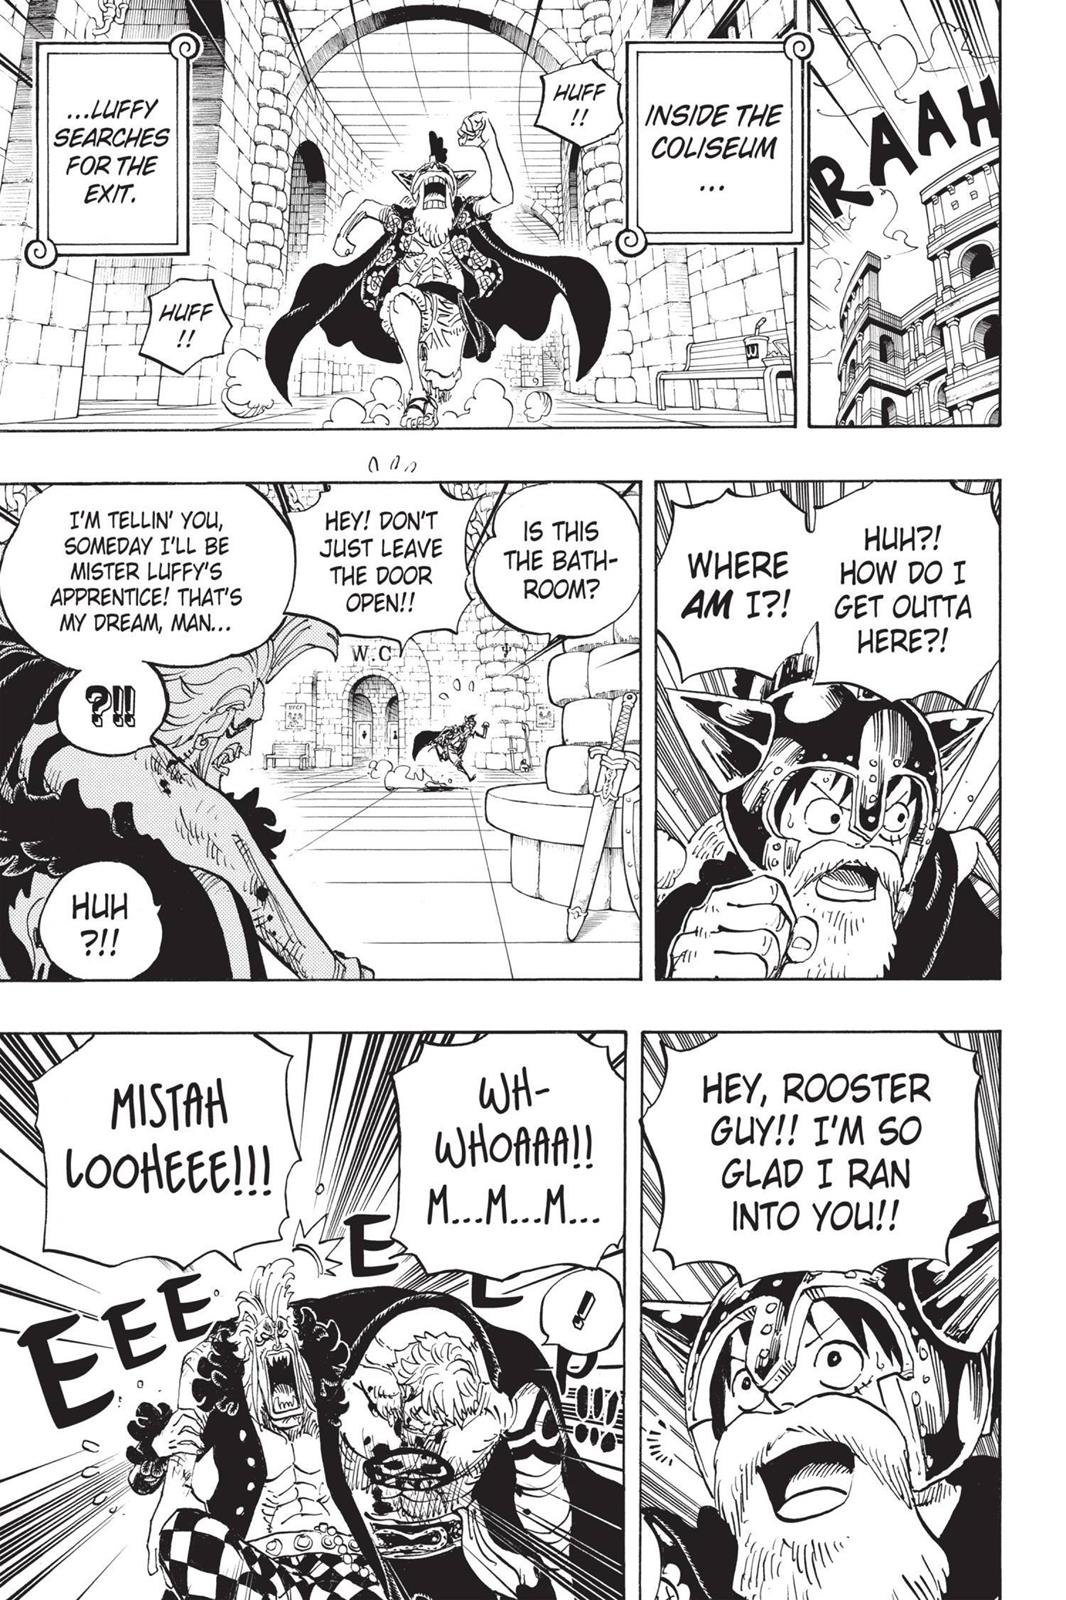 RAAH
INSIDE THE
COLISEUM
...
HUFF
!!
...LUFFY
SEARCHES
FOR THE
EXIT.
HUFF
!!
HUH?!
HOW DO I
GET OUTTA
HERE?!
WHERE
AM I?!
IS THIS
THE BATH-
ROOM?
HEY! DON'T
JUST LEAVE
THE DOOR
OPEN!!
W.C
I'M TELLIN' YOU,
SOMEDAY I'LL BE
MISTER LUFFY'S
APPRENTICE! THAT'S
MY DREAM, MAN...
?!!
HUH
?!!
HEY, ROOSTER
GUY!! I'M SO
GLAD I RAN
INTO YOU!!
WH-
WHOAAA!!
M...M...M...
!
MISTAH
LOOHEEE!!!
EEEEEP!!!